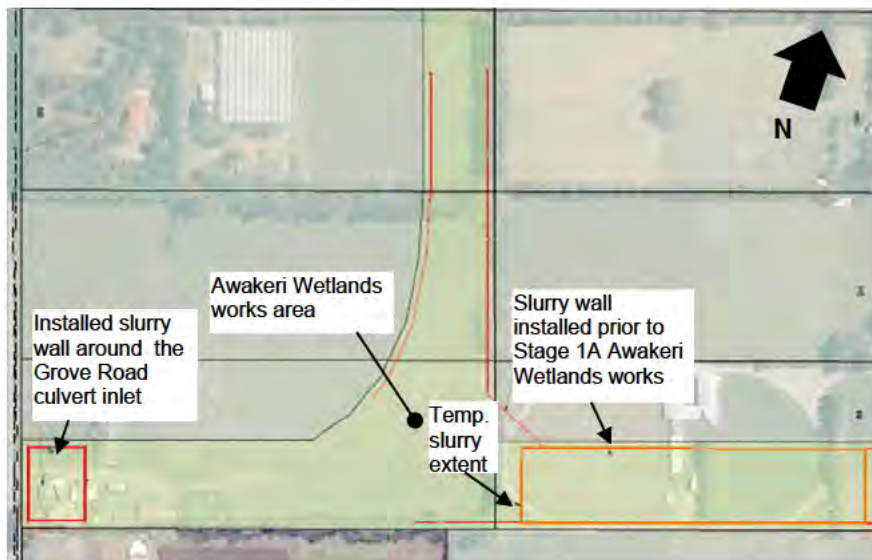 N
Awakeri Wetlands
works area
Slurry wall
installed prior to
Stage 1A Awakeri
Wetlands works
Installed slurry
wall around the
Grove Road
culvert inlet
Temp.
slurry
extent